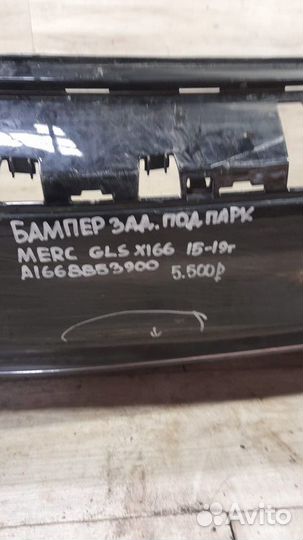 БАМПЕР ЗАД. ПОД ПАРК
MERC GLS X166 15-19г
A1668853900 5.500₽
Avito